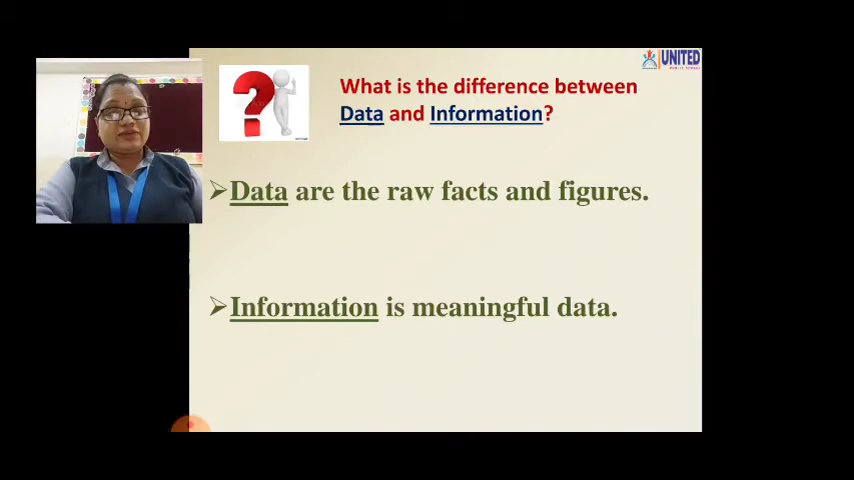 UNITED
What is the difference between
Data and Information?
➢Data are the raw facts and figures.
➢Information is meaningful data.